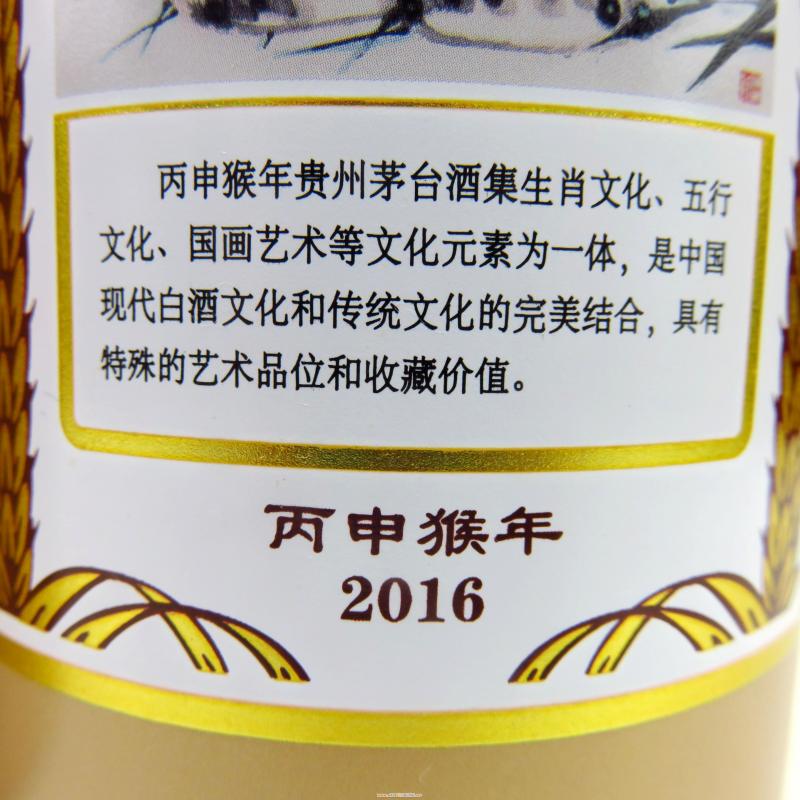 丙申猴年贵州茅台酒集生肖文化、五行
文化、国画艺术等文化元素为一体，是中国
现代白酒文化和传统文化的完美结合，具有
特殊的艺术品位和收藏价值。
丙申猴年
2016